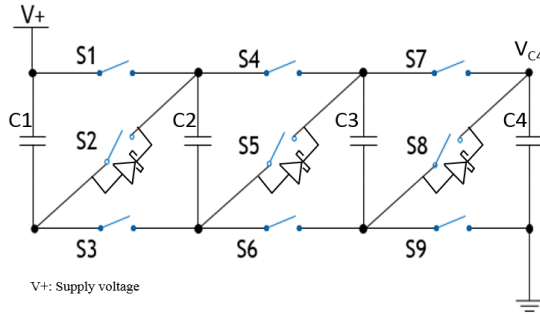 V+
S1 S4 S7 VC4
C1 S2 C2 S5 C3 S8 C4
S3 S6 S9
V+: Supply voltage